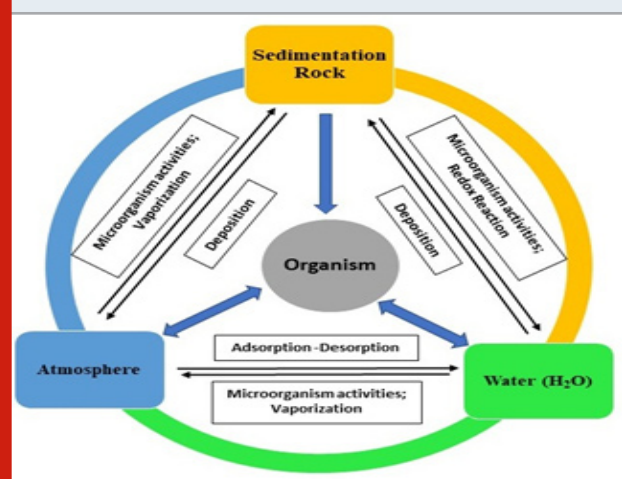 Sedimentation
Rock
Microorganism activities;
Vaporization
Deposition
Deposition
Microorganism activities;
Redox Reaction
Organism
Atmosphere
Adsorption -Desorption
Microorganism activities;
Vaporization
Water (H₂O)